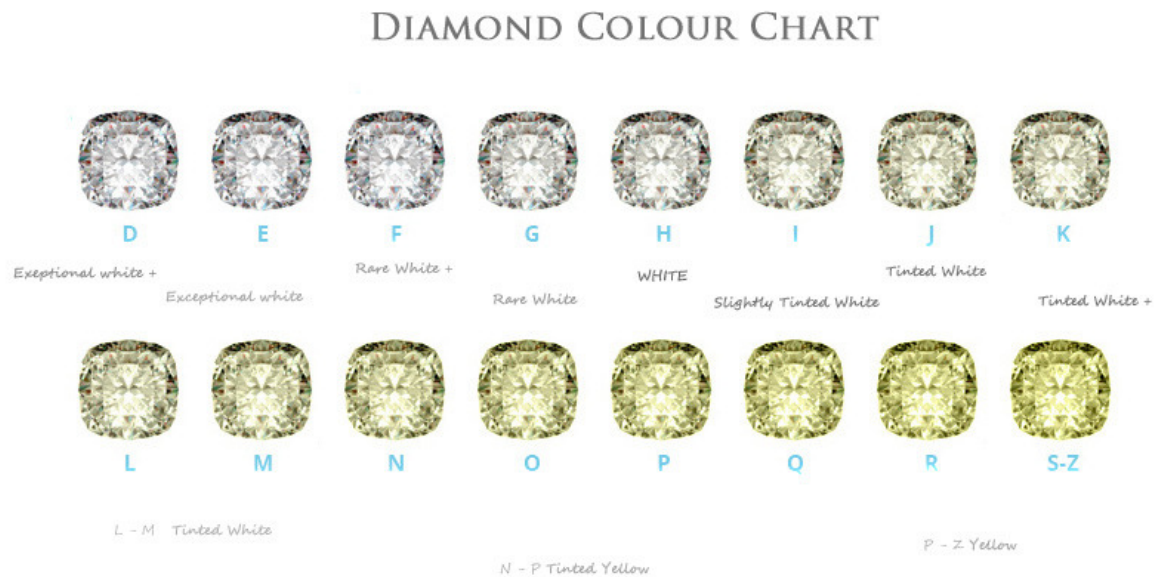 DIAMOND COLOUR CHART
D E F G H I J K
Exeptional white +
Exceptional white
Rare White +
Rare White
WHITE
Slightly Tinted White
Tinted White
Tinted White +
L M N O P Q R S-Z
L - M Tinted White
N - P Tinted Yellow
P - Z Yellow